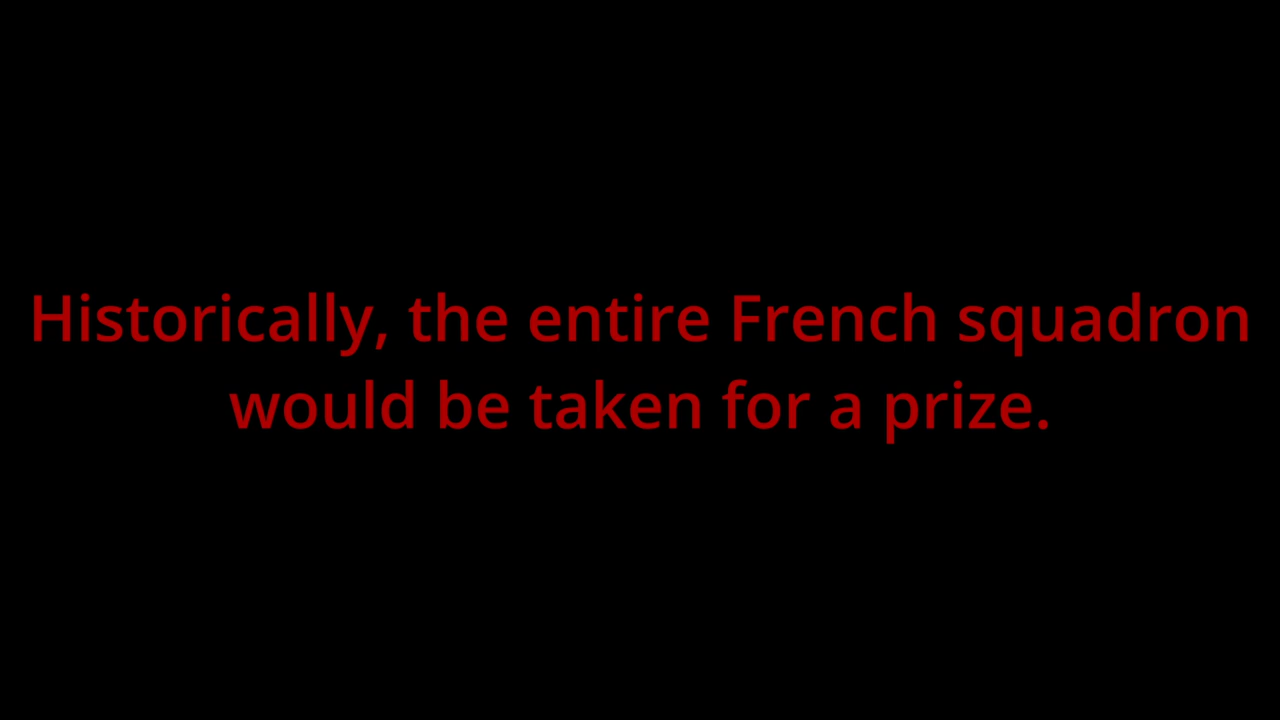 Historically, the entire French squadron
would be taken for a prize.